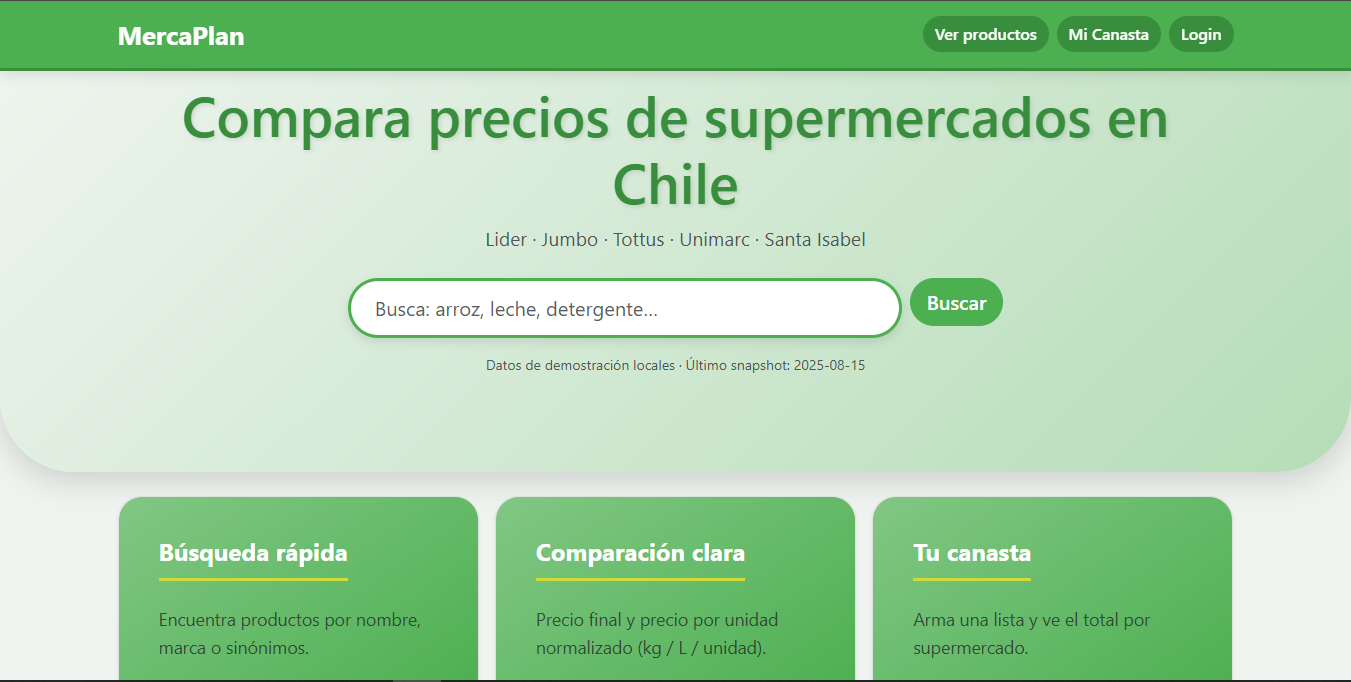 MercaPlan
Ver productos
Mi Canasta
Login
Compara precios de supermercados en
Chile
Lider · Jumbo · Tottus · Unimarc · Santa Isabel
Busca: arroz, leche, detergente...
Buscar
Datos de demostración locales · Último snapshot: 2025-08-15
Búsqueda rápida
Encuentra productos por nombre,
marca o sinónimos.
Comparación clara
Precio final y precio por unidad
normalizado (kg / L / unidad).
Tu canasta
Arma una lista y ve el total por
supermercado.